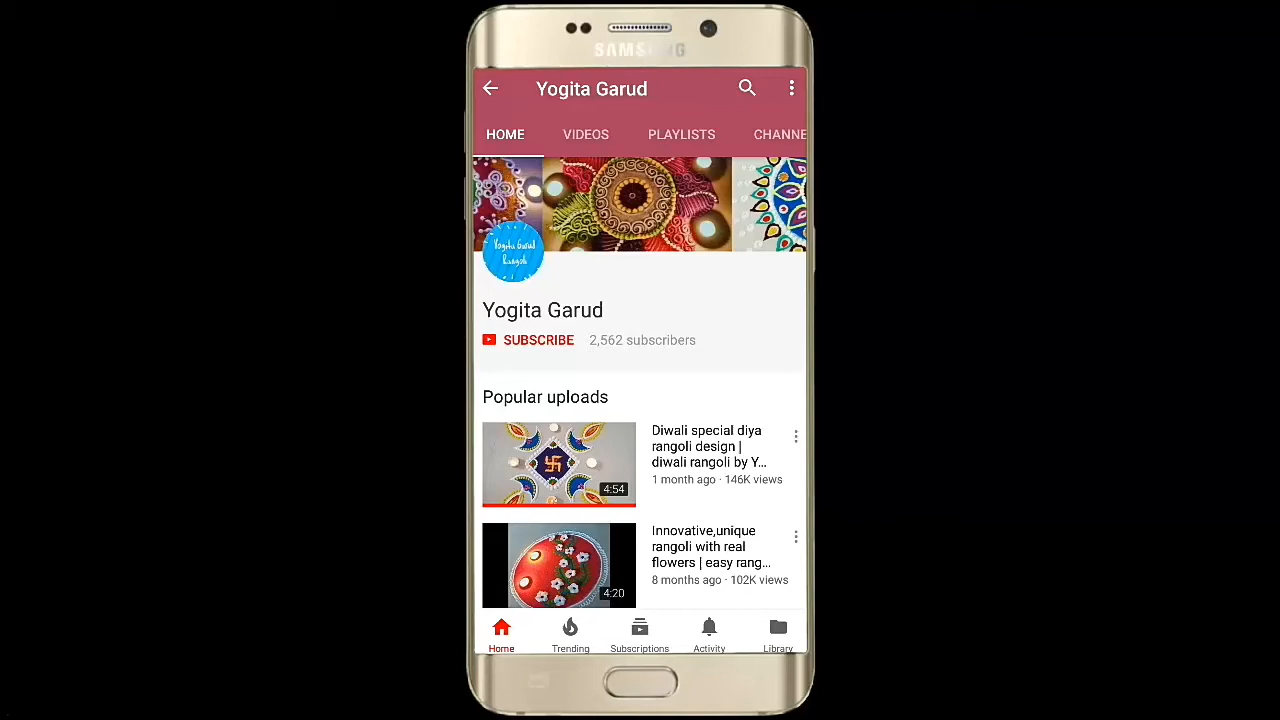 SAMSUNG
Yogita Garud
HOME VIDEOS PLAYLISTS CHANNE
Yogita Garud
Rangoli
Yogita Garud
SUBSCRIBE 2,562 subscribers
Popular uploads
Diwali special diya
rangoli design |
diwali rangoli by Y...
1 month ago · 146K views
4:54
Innovative,unique
rangoli with real
flowers | easy rang...
8 months ago · 102K views
4:20
Home Trending Subscriptions Activity Library